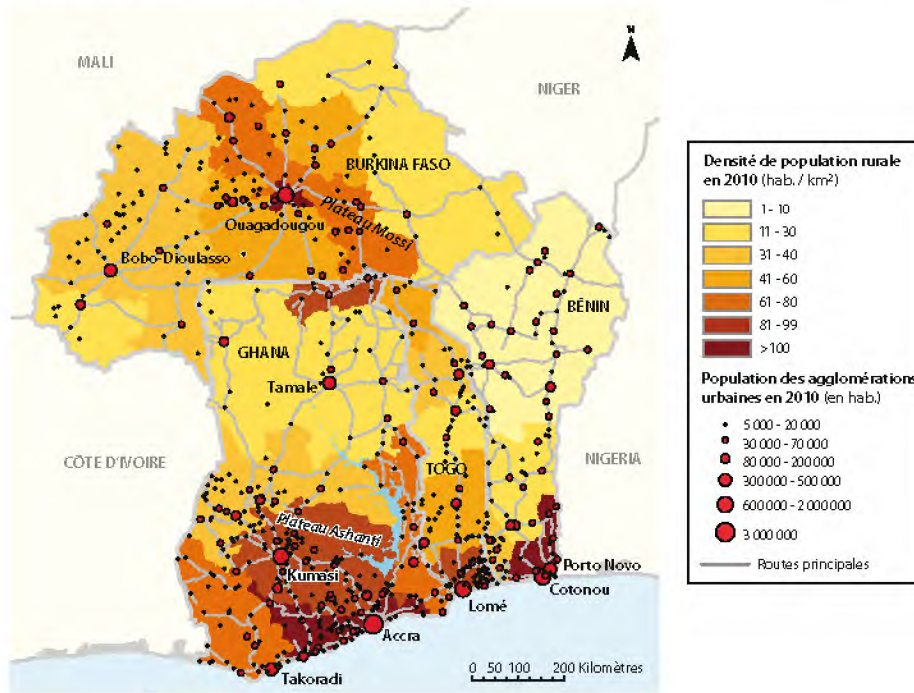 N
MALI
NIGER
BURKINA FASO
Ouagadougou
Plateau Mossi
Bobo-Dioulasso
BÉNIN
GHANA
Tamale
CÔTE D'IVOIRE
TOGO
NIGERIA
Plateau Ashanti
Kumasi
Porto Novo
Cotonou
Lomé
Accra
Takoradi
0 50 100 200 Kilomètres
Densité de population rurale
en 2010 (hab. / km²)
1 - 10
11 - 30
31 - 40
41 - 60
61 - 80
81 - 99
>100
Population des agglomérations
urbaines en 2010 (en hab.)
5 000 - 20 000
30 000 - 70 000
80 000 - 200 000
300 000 - 500 000
600 000 - 2 000 000
3 000 000
Routes principales